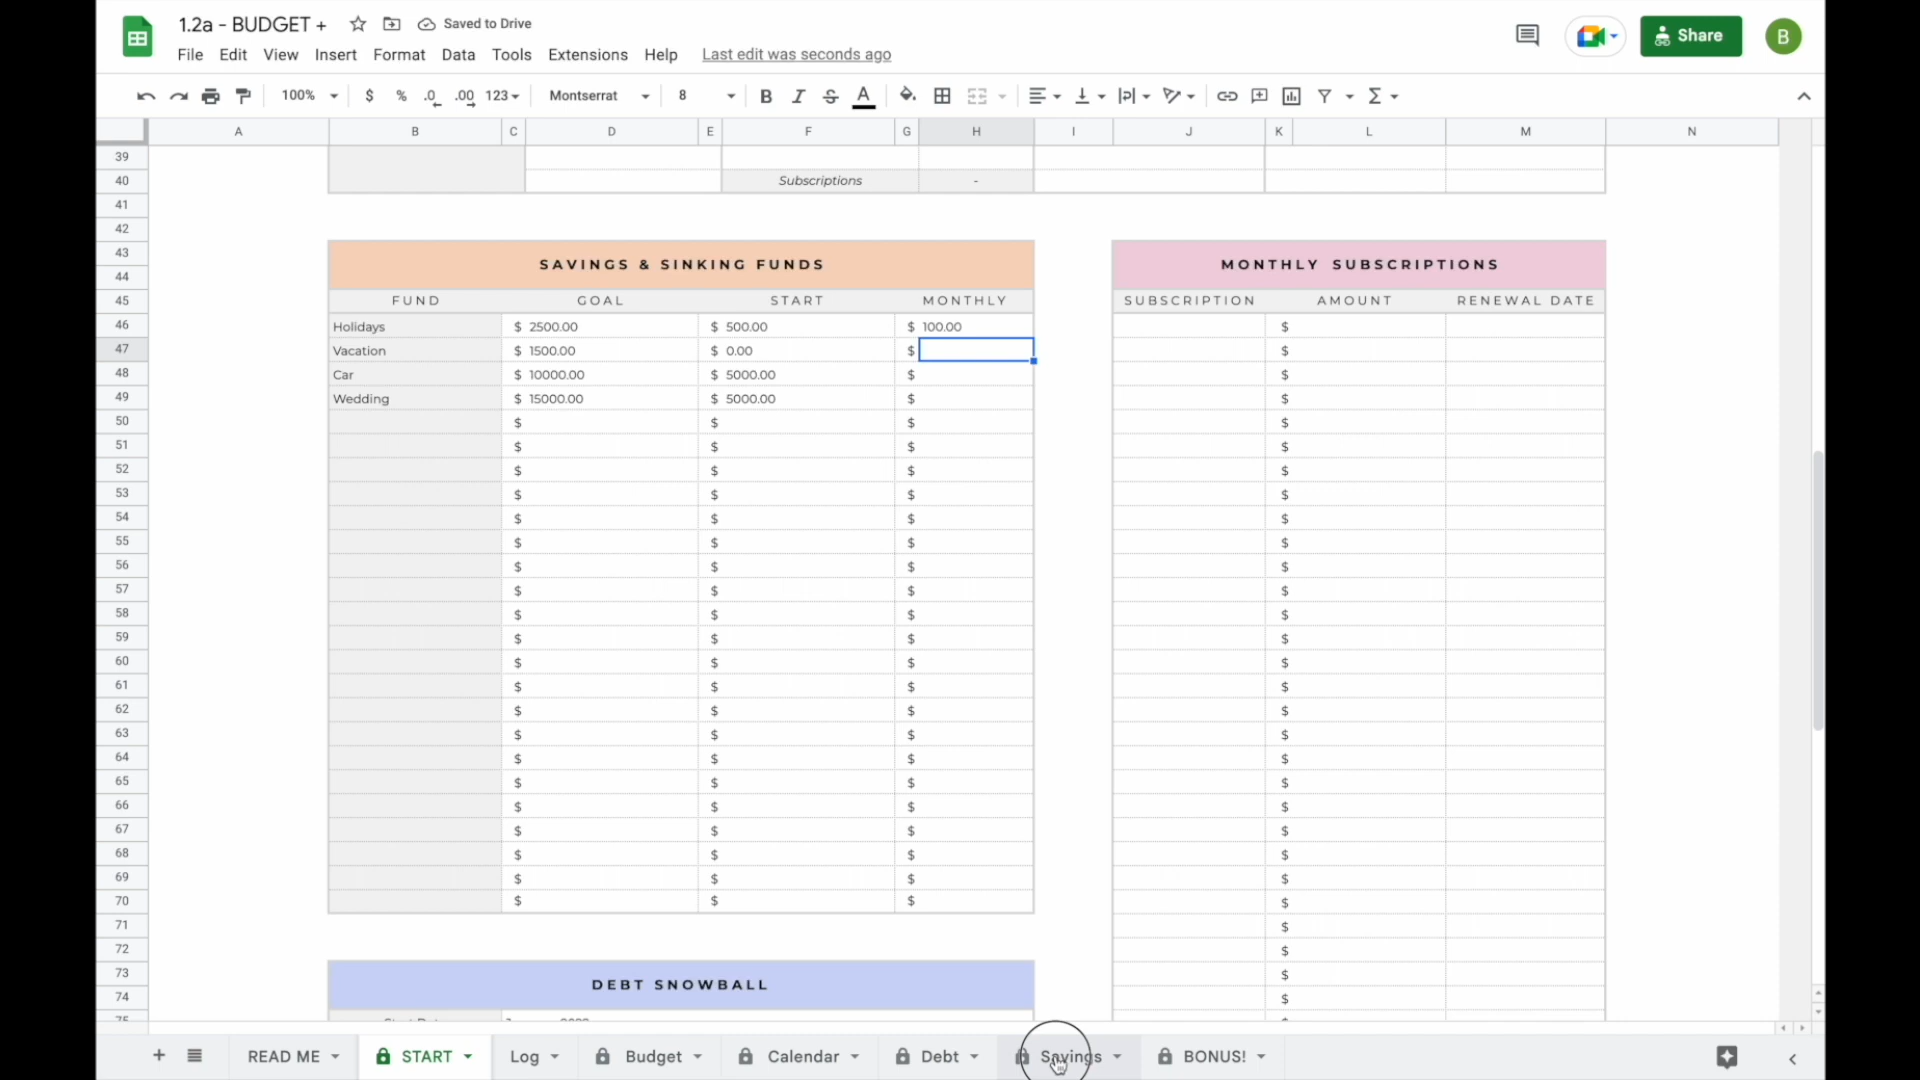 1.2a - BUDGET +
Saved to Drive
Share
B
File Edit View Insert Format Data Tools Extensions Help Last edit was seconds ago
100% $ % .0 .00 123 Montserrat 8 B I S A
A B C D E F G H I J K L M N
39
40 Subscriptions -
41
42
43
SAVINGS & SINKING FUNDS MONTHLY SUBSCRIPTIONS
44
45 FUND GOAL START MONTHLY SUBSCRIPTION AMOUNT RENEWAL DATE
46 Holidays $ 2500.00 $ 500.00 $ 100.00 $
47 Vacation $ 1500.00 $ 0.00 $ $
48 Car $ 10000.00 $ 5000.00 $ $
49 Wedding $ 15000.00 $ 5000.00 $ $
50 $ $ $ $
51 $ $ $ $
52 $ $ $ $
53 $ $ $ $
54 $ $ $ $
55 $ $ $ $
56 $ $ $ $
57 $ $ $ $
58 $ $ $ $
59 $ $ $ $
60 $ $ $ $
61 $ $ $ $
62 $ $ $ $
63 $ $ $ $
64 $ $ $ $
65 $ $ $ $
66 $ $ $ $
67 $ $ $ $
68 $ $ $ $
69 $ $ $ $
70 $ $ $ $
71 $
72 $
73 $
DEBT SNOWBALL
74 $
75
READ ME START Log Budget Calendar Debt Savings BONUS!